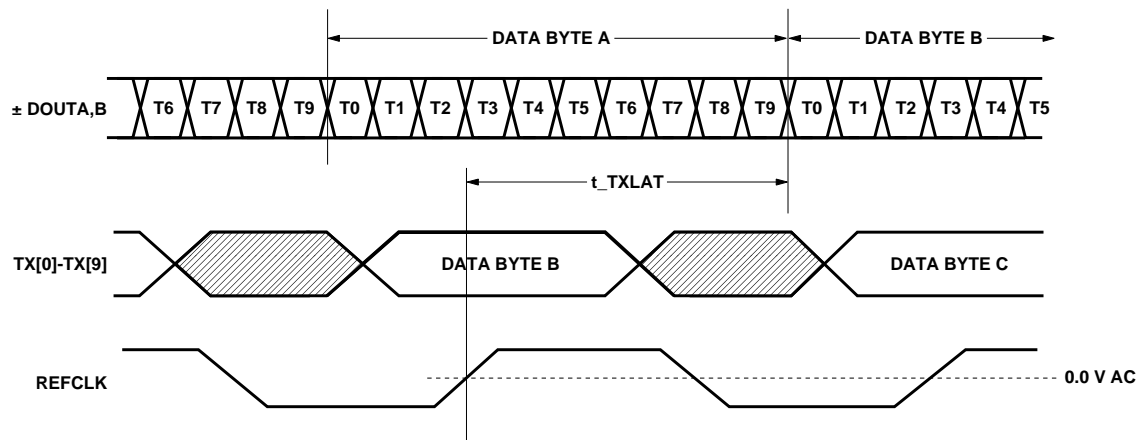 DATA BYTE A DATA BYTE B
± DOUTA,B T6 T7 T8 T9 T0 T1 T2 T3 T4 T5 T6 T7 T8 T9 T0 T1 T2 T3 T4 T5
t_TXLAT
TX[0]-TX[9] DATA BYTE B DATA BYTE C
REFCLK 0.0 V AC